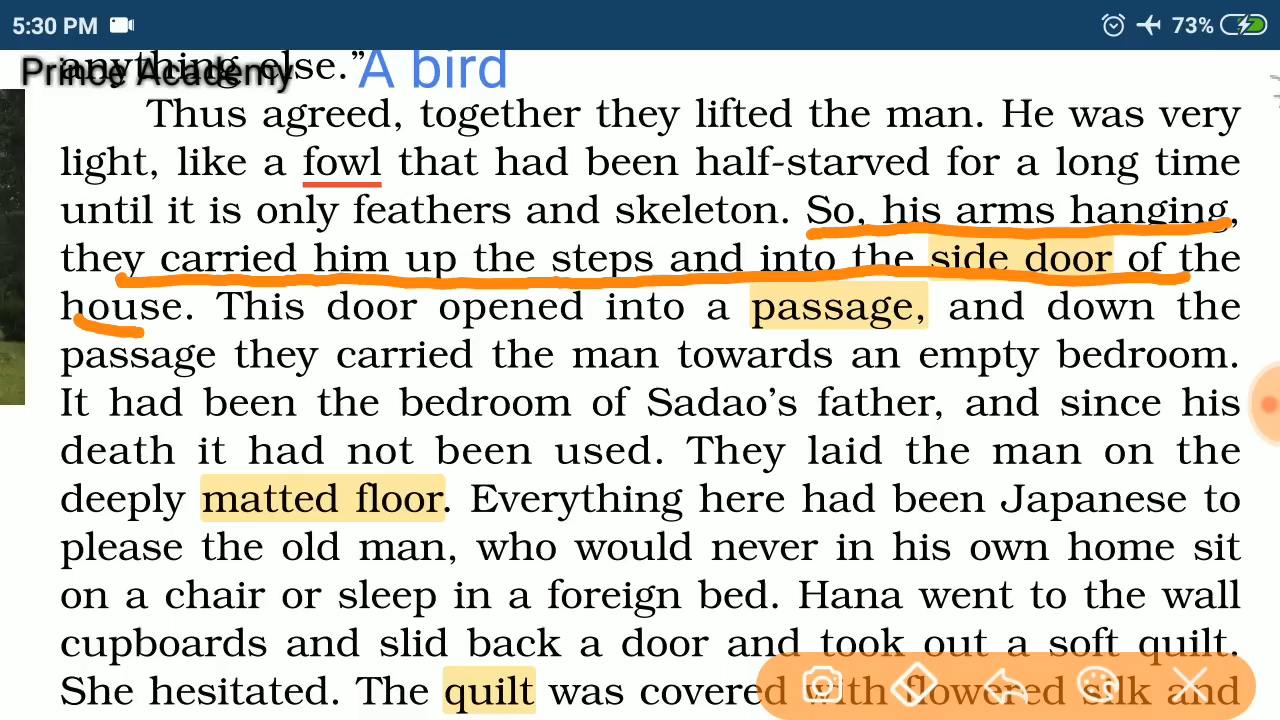 5:30 PM 73%
anything else."
Prince Academy A bird
Thus agreed, together they lifted the man. He was very
light, like a fowl that had been half-starved for a long time
until it is only feathers and skeleton. So, his arms hanging,
they carried him up the steps and into the side door of the
house. This door opened into a passage, and down the
passage they carried the man towards an empty bedroom.
It had been the bedroom of Sadao's father, and since his
death it had not been used. They laid the man on the
deeply matted floor. Everything here had been Japanese to
please the old man, who would never in his own home sit
on a chair or sleep in a foreign bed. Hana went to the wall
cupboards and slid back a door and took out a soft quilt.
She hesitated. The quilt was covered with flowered silk and